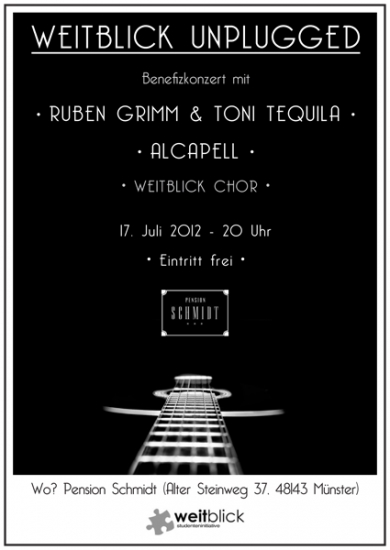 WEITBLICK UNPLUGGED
Benefizkonzert mit
• RUBEN GRIMM & TONI TEQUILA •
• ALCAPELL •
• WEITBLICK CHOR •
17. Juli 2012 - 20 Uhr
• Eintritt frei •
PENSION
SCHMIDT
Wo? Pension Schmidt (Alter Steinweg 37, 48143 Münster)
weitblick
studenteninitiative